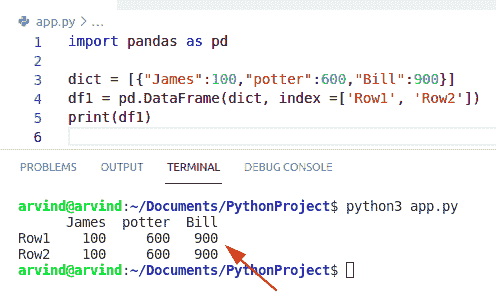 app.py > ...
1 import pandas as pd
2
3 dict = [{"James":100,"potter":600,"Bill":900}]
4 df1 = pd.DataFrame(dict, index =['Row1', 'Row2'])
5 print(df1)
6
PROBLEMS OUTPUT TERMINAL DEBUG CONSOLE
arvind@arvind:~/Documents/PythonProject$ python3 app.py
James potter Bill
Row1 100 600 900
Row2 100 600 900
arvind@arvind:~/Documents/PythonProject$